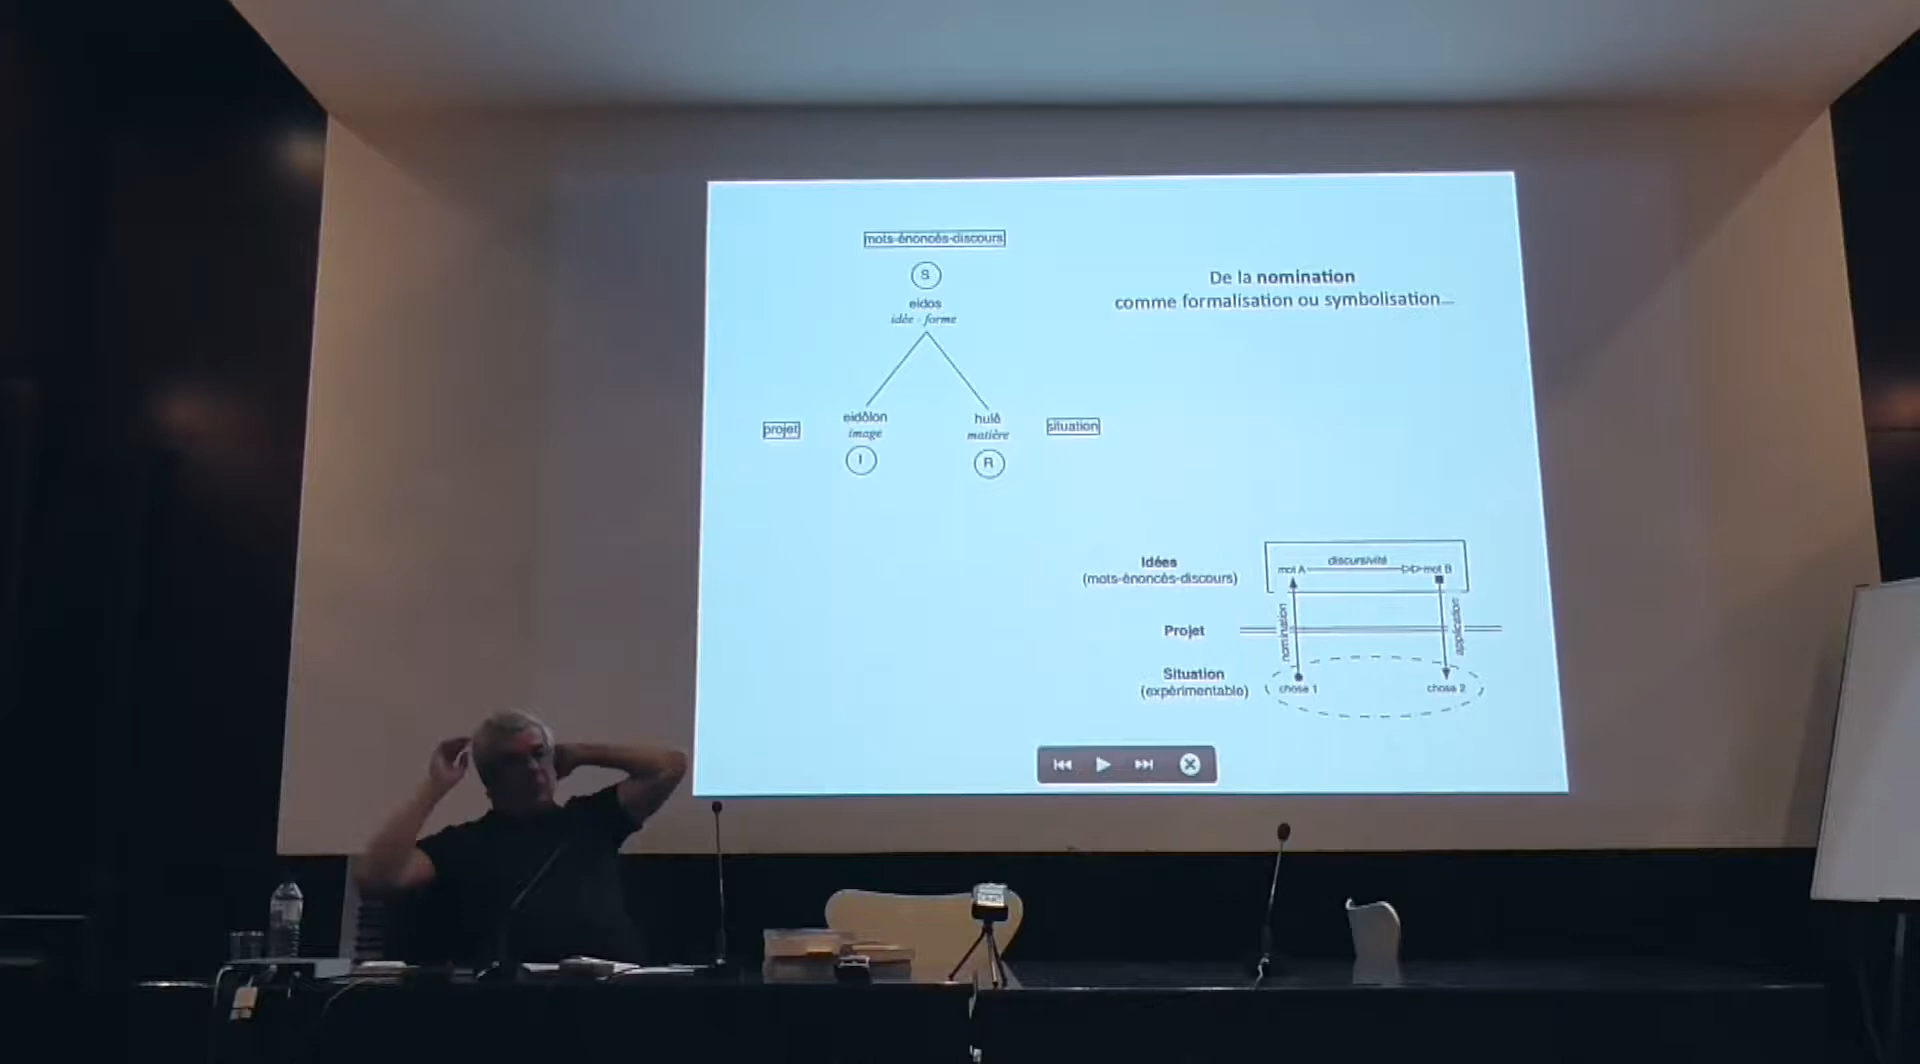 mots-énoncés-discours
S
eidos
idée - forme
De la nomination
comme formalisation ou symbolisation...
projet
eidôlon
image
I
hulè
matière
R
situation
Idées
(mots-énoncés-discours)
mot A
discursivité
mot B
nomination
application
Projet
Situation
(expérimentable)
chose 1
chose 2